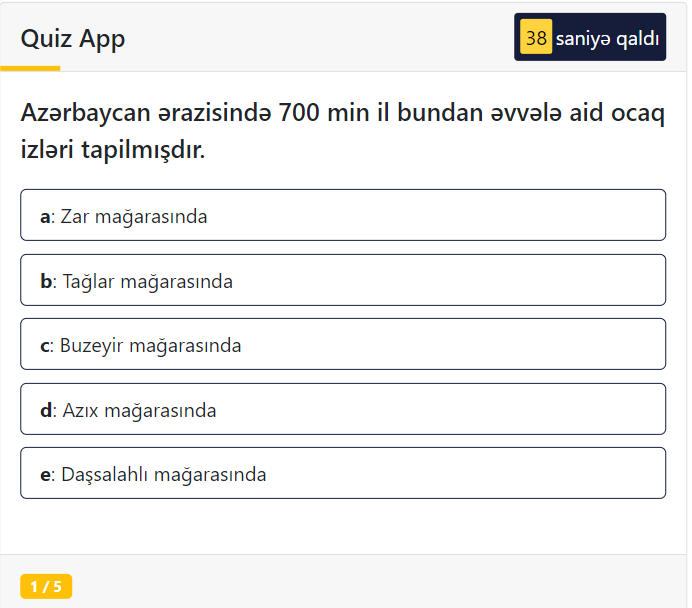 Quiz App
38 saniyə qaldı
Azərbaycan ərazisində 700 min il bundan əvvələ aid ocaq
izləri tapilmışdır.
a: Zar mağarasında
b: Tağlar mağarasında
c: Buzeyir mağarasında
d: Azıx mağarasında
e: Daşsalahlı mağarasında
1 / 5